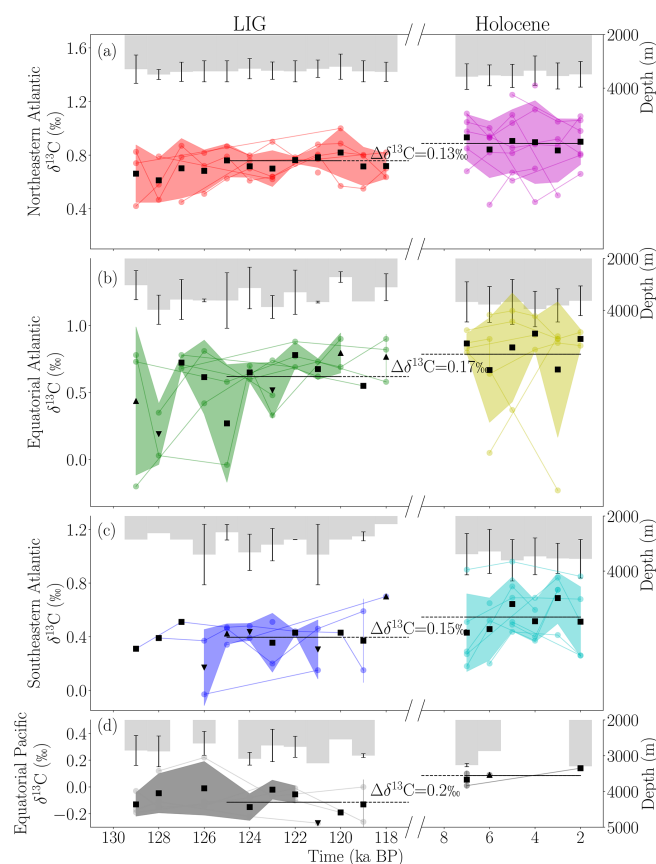 LIG
Holocene
(a)
1.6
1.2
0.8
0.4
Northeastern Atlantic
δ¹³C (‰)
Δδ¹³C=0.13‰
2000
4000
Depth (m)
(b)
1.0
0.5
0.0
Equatorial Atlantic
δ¹³C (‰)
Δδ¹³C=0.17‰
2000
4000
Depth (m)
(c)
1.2
0.8
0.4
0.0
Southeastern Atlantic
δ¹³C (‰)
Δδ¹³C=0.15‰
2000
4000
Depth (m)
(d)
0.4
0.2
0.0
−0.2
Equatorial Pacific
δ¹³C (‰)
Δδ¹³C=0.2‰
2000
3000
4000
5000
Depth (m)
130 128 126 124 122 120 118 8 6 4 2
Time (ka BP)